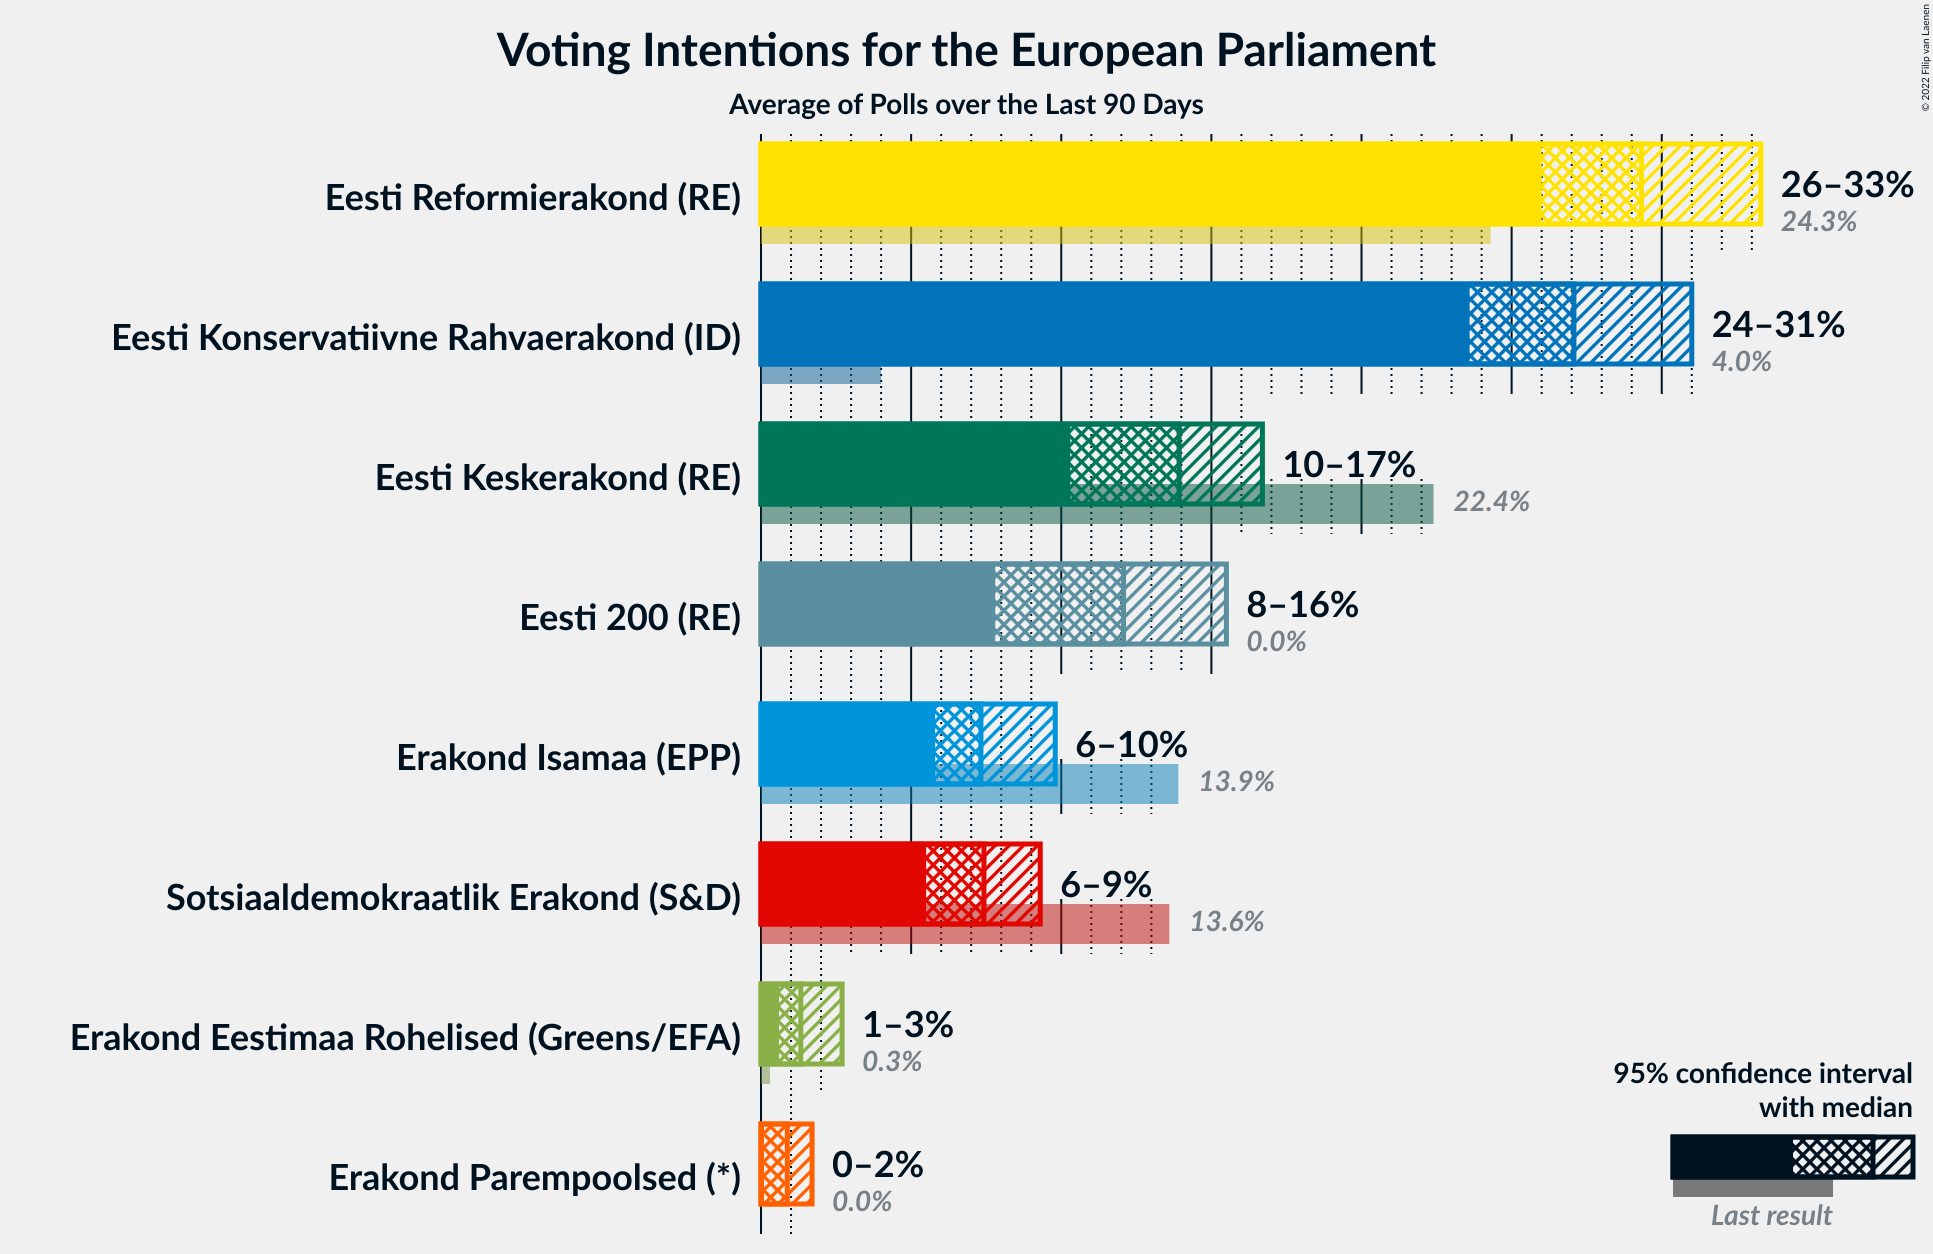 Voting Intentions for the European Parliament
Average of Polls over the Last 90 Days
© 2022 Filip van Laenen
Eesti Reformierakond (RE)
26–33%
24.3%
Eesti Konservatiivne Rahvaerakond (ID)
24–31%
4.0%
Eesti Keskerakond (RE)
10–17%
22.4%
Eesti 200 (RE)
8–16%
0.0%
Erakond Isamaa (EPP)
6–10%
13.9%
Sotsiaaldemokraatlik Erakond (S&D)
6–9%
13.6%
Erakond Eestimaa Rohelised (Greens/EFA)
1–3%
0.3%
Erakond Parempoolsed (*)
0–2%
0.0%
95% confidence interval
with median
Last result